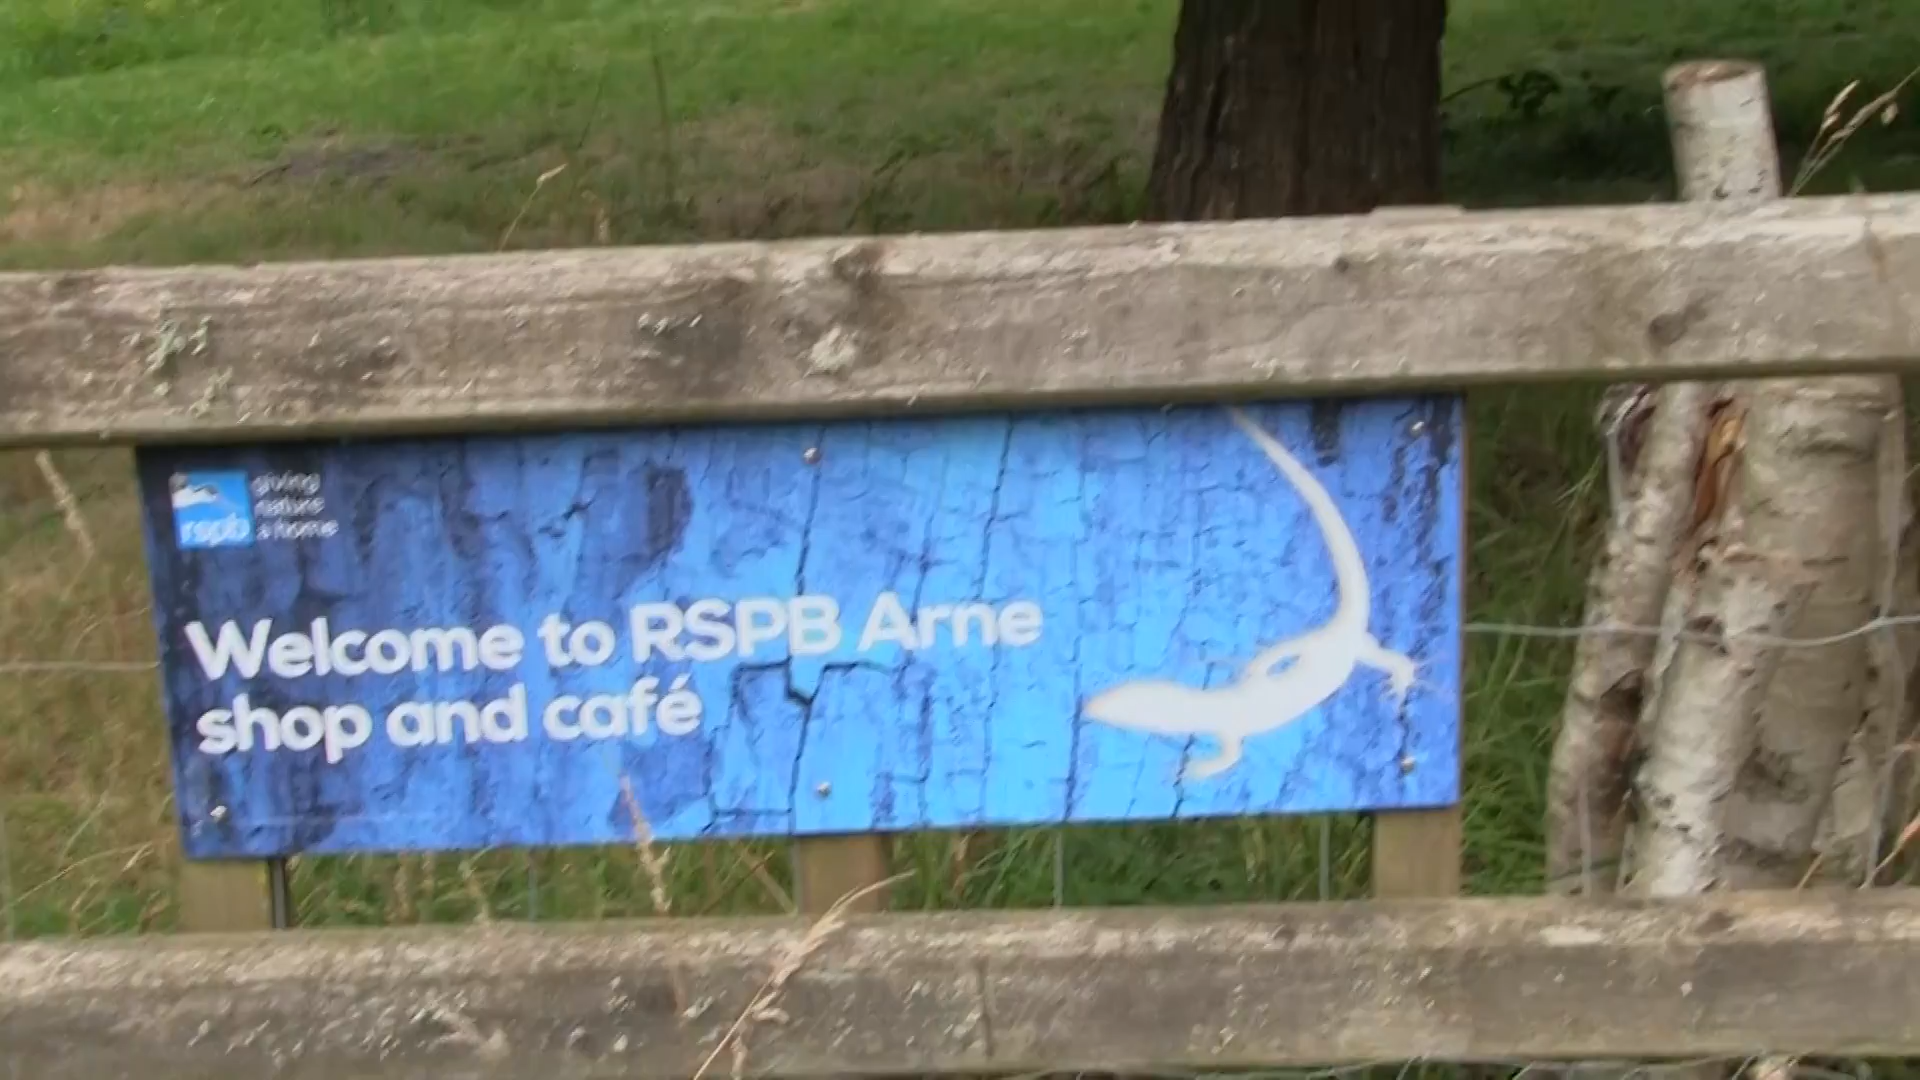 rspb
giving
nature
a home
Welcome to RSPB Arne
shop and café